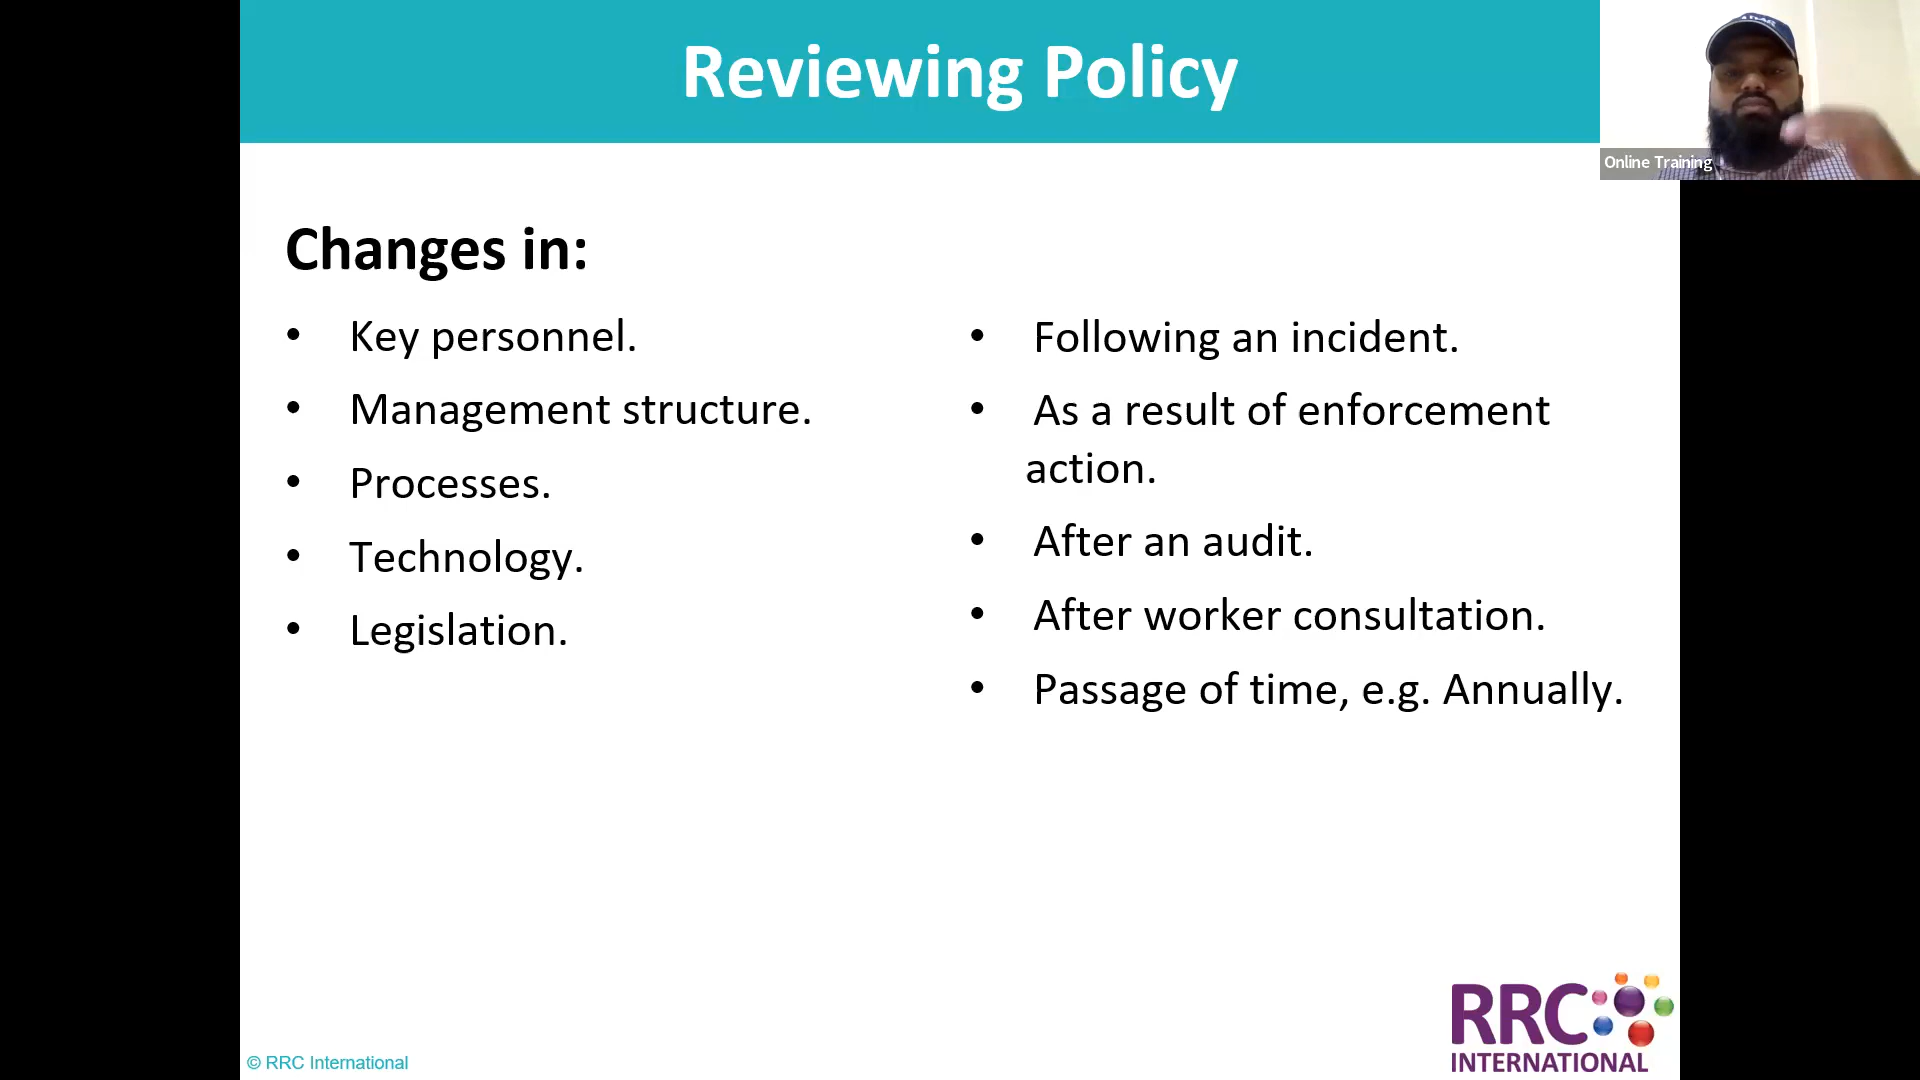 Reviewing Policy
Online Training
Changes in:
• Key personnel.
• Management structure.
• Processes.
• Technology.
• Legislation.
• Following an incident.
• As a result of enforcement
action.
• After an audit.
• After worker consultation.
• Passage of time, e.g. Annually.
RRC
INTERNATIONAL
© RRC International